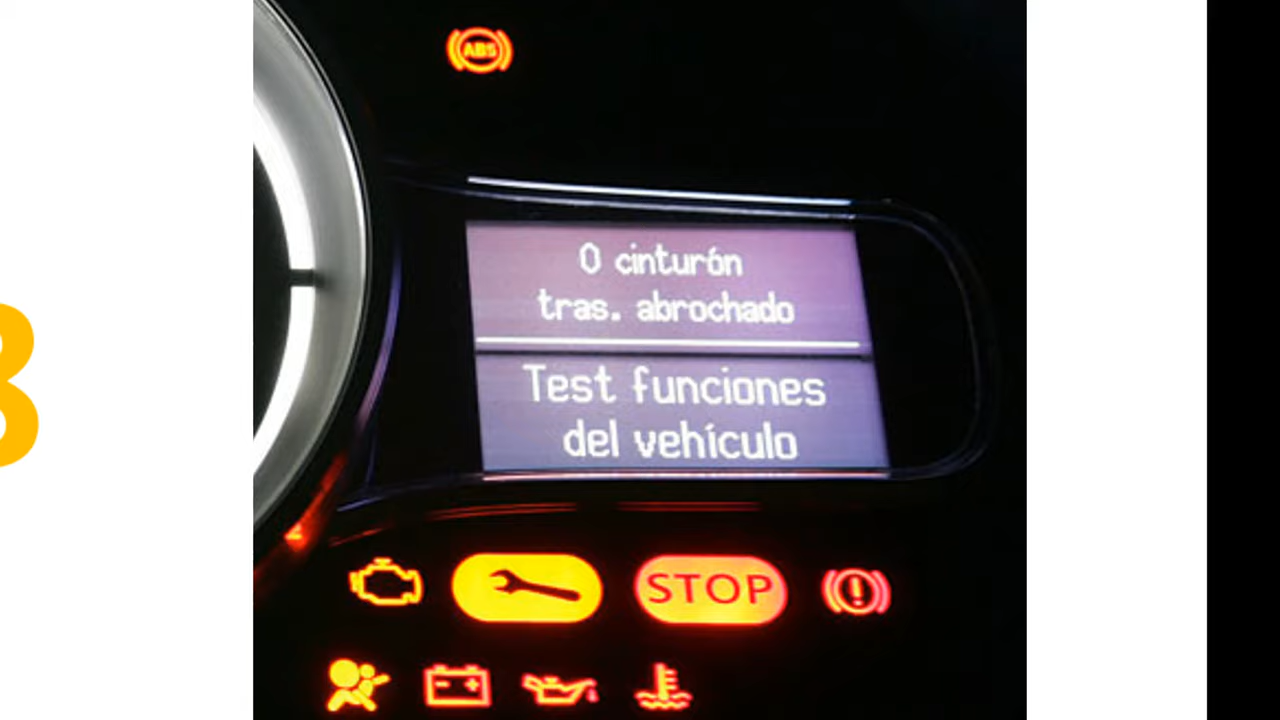 ABS
0 cinturón
tras. abrochado
Test funciones
del vehículo
STOP